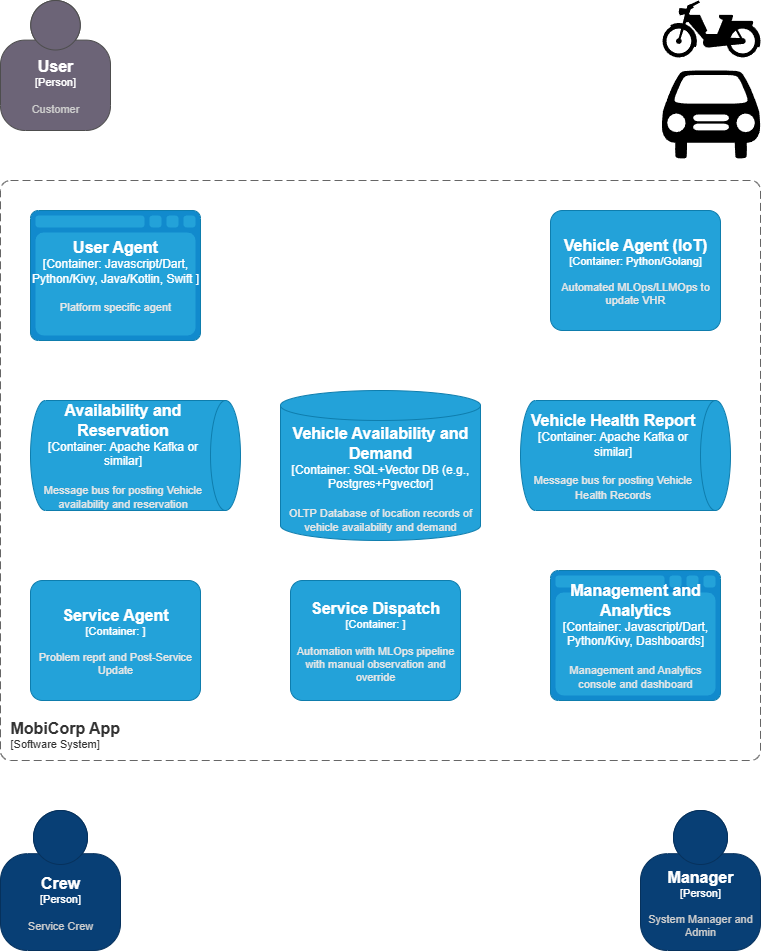 User
[Person]
Customer
User Agent
[Container: Javascript/Dart,
Python/Kivy, Java/Kotlin, Swift ]
Platform specific agent
Vehicle Agent (IoT)
[Container: Python/Golang]
Automated MLOps/LLMOps to
update VHR
Availability and
Reservation
[Container: Apache Kafka or
similar]
Message bus for posting Vehicle
availability and reservation
Vehicle Availability and
Demand
[Container: SQL+Vector DB (e.g.,
Postgres+Pgvector]
OLTP Database of location records of
vehicle availability and demand
Vehicle Health Report
[Container: Apache Kafka or
similar]
Message bus for posting Vehicle
Health Records
Service Agent
[Container: ]
Problem reprt and Post-Service
Update
Service Dispatch
[Container: ]
Automation with MLOps pipeline
with manual observation and
override
Management and
Analytics
[Container: Javascript/Dart,
Python/Kivy, Dashboards]
Management and Analytics
console and dashboard
MobiCorp App
[Software System]
Crew
[Person]
Service Crew
Manager
[Person]
System Manager and
Admin